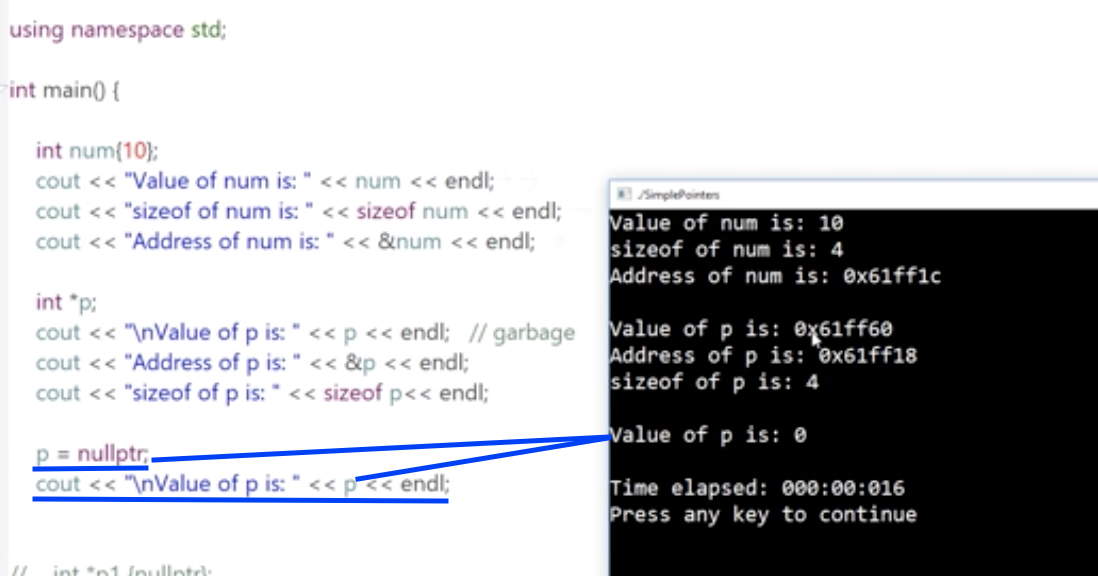 using namespace std;
int main() {
int num{10};
cout << "Value of num is: " << num << endl;
cout << "sizeof of num is: " << sizeof num << endl;
cout << "Address of num is: " << &num << endl;
int *p;
cout << "\nValue of p is: " << p << endl;   // garbage
cout << "Address of p is: " << &p << endl;
cout << "sizeof of p is: " << sizeof p<< endl;
p = nullptr;
cout << "\nValue of p is: " << p << endl;
//    int *p1 {nullptr};
./SimplePointers
Value of num is: 10
sizeof of num is: 4
Address of num is: 0x61ff1c
Value of p is: 0x61ff60
Address of p is: 0x61ff18
sizeof of p is: 4
Value of p is: 0
Time elapsed: 000:00:016
Press any key to continue